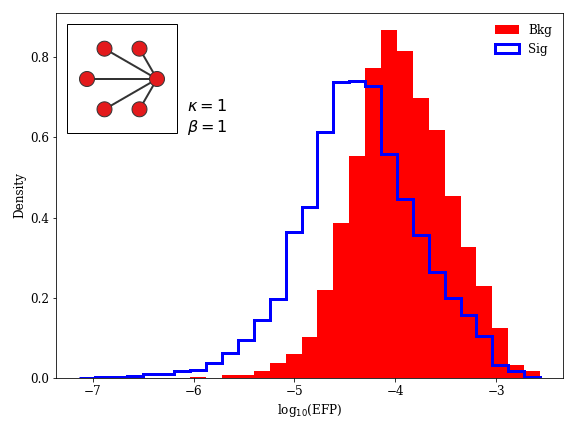 Bkg
Sig
κ = 1
β = 1
0.8
0.6
0.4
0.2
0.0
Density
−7 −6 −5 −4 −3
log₁₀(EFP)